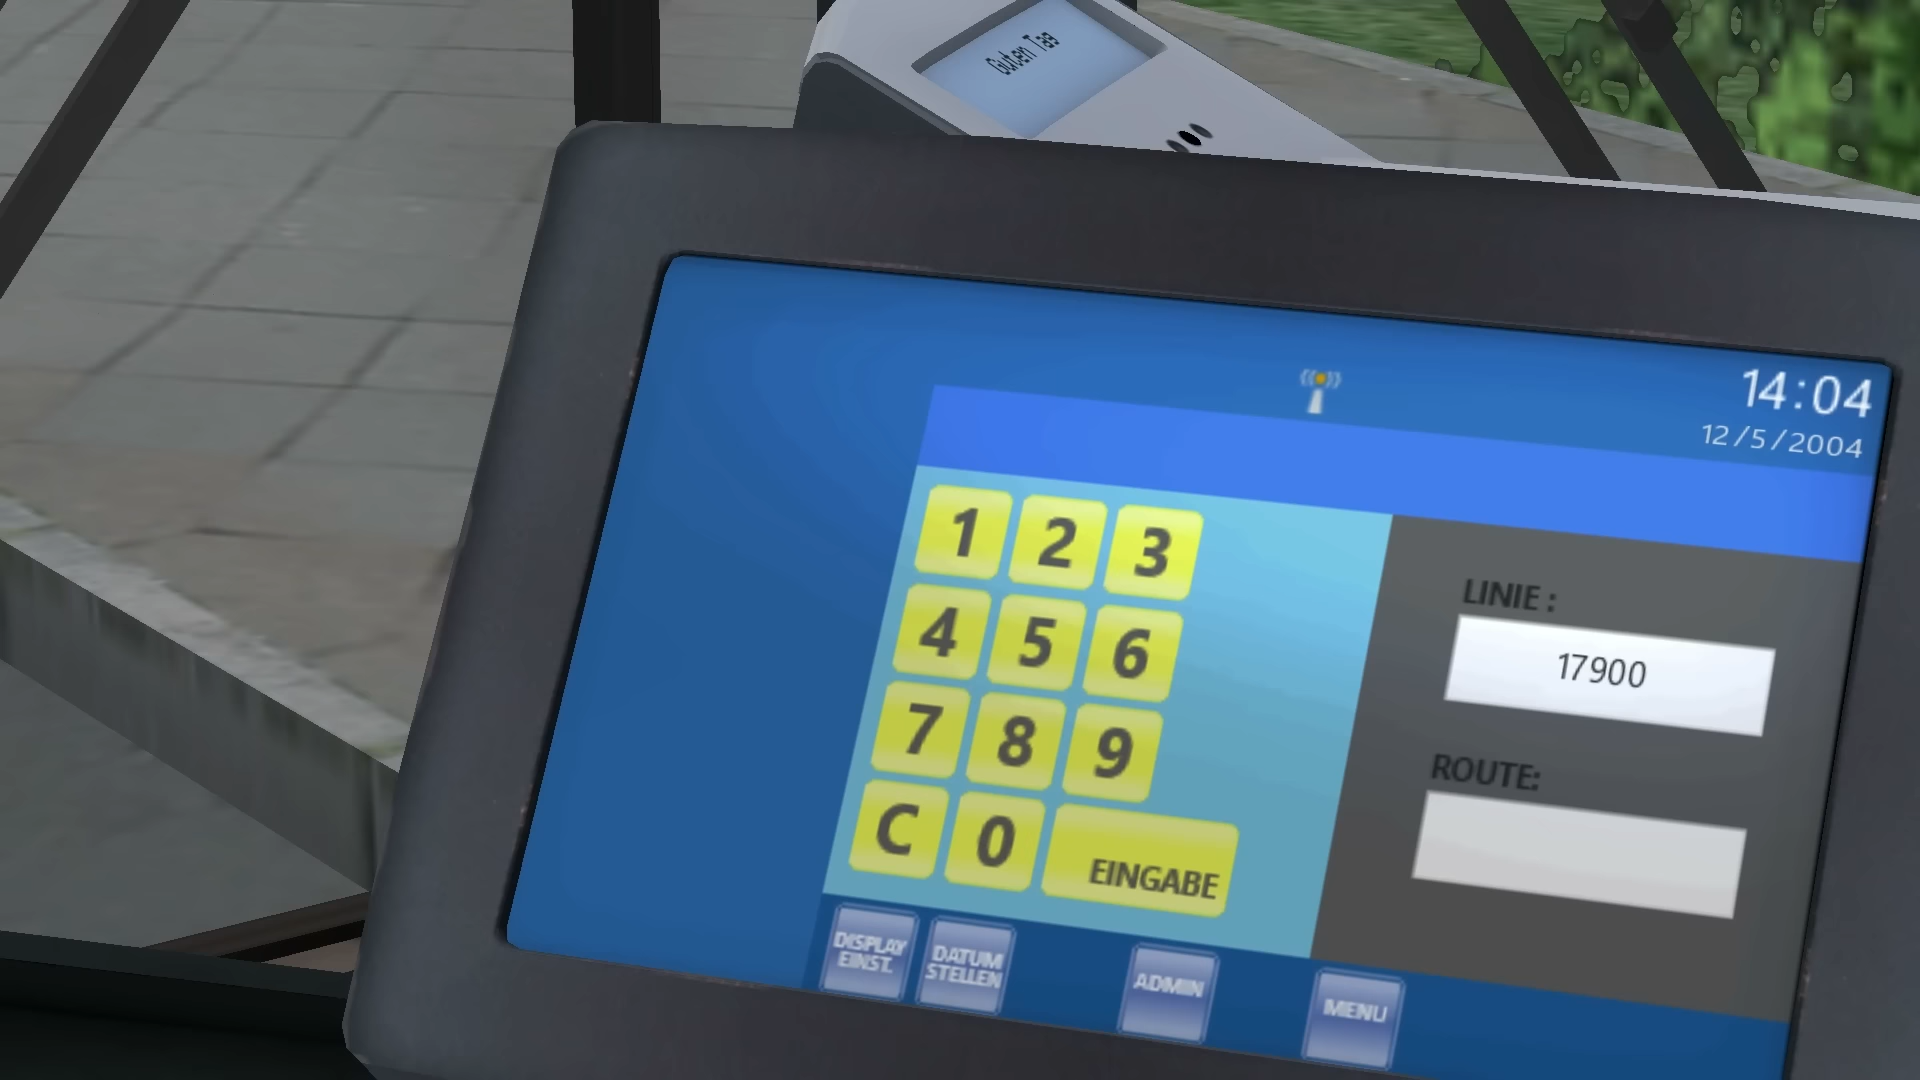 Guten Tag
14:04
12/5/2004
1 2 3
4 5 6
7 8 9
C 0 EINGABE
LINIE :
17900
ROUTE:
DISPLAY
EINST.
DATUM
STELLEN
ADMIN
MENU